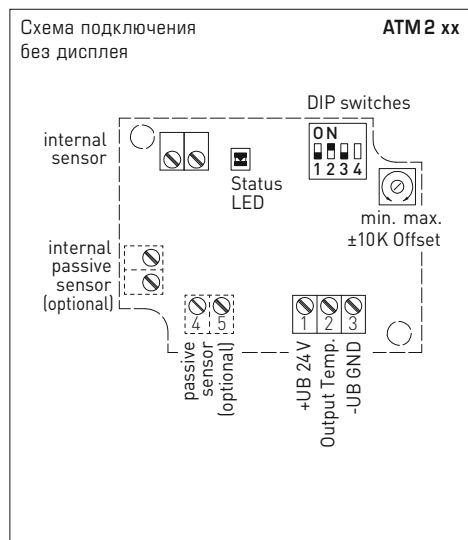 Схема подключения
без дисплея
ATM 2 xx
DIP switches
ON
1 2 3 4
internal
sensor
Status
LED
min. max.
±10K Offset
internal
passive
sensor
(optional)
4 5
passive
sensor
(optional)
1 2 3
+UB 24 V
Output Temp.
-UB GND